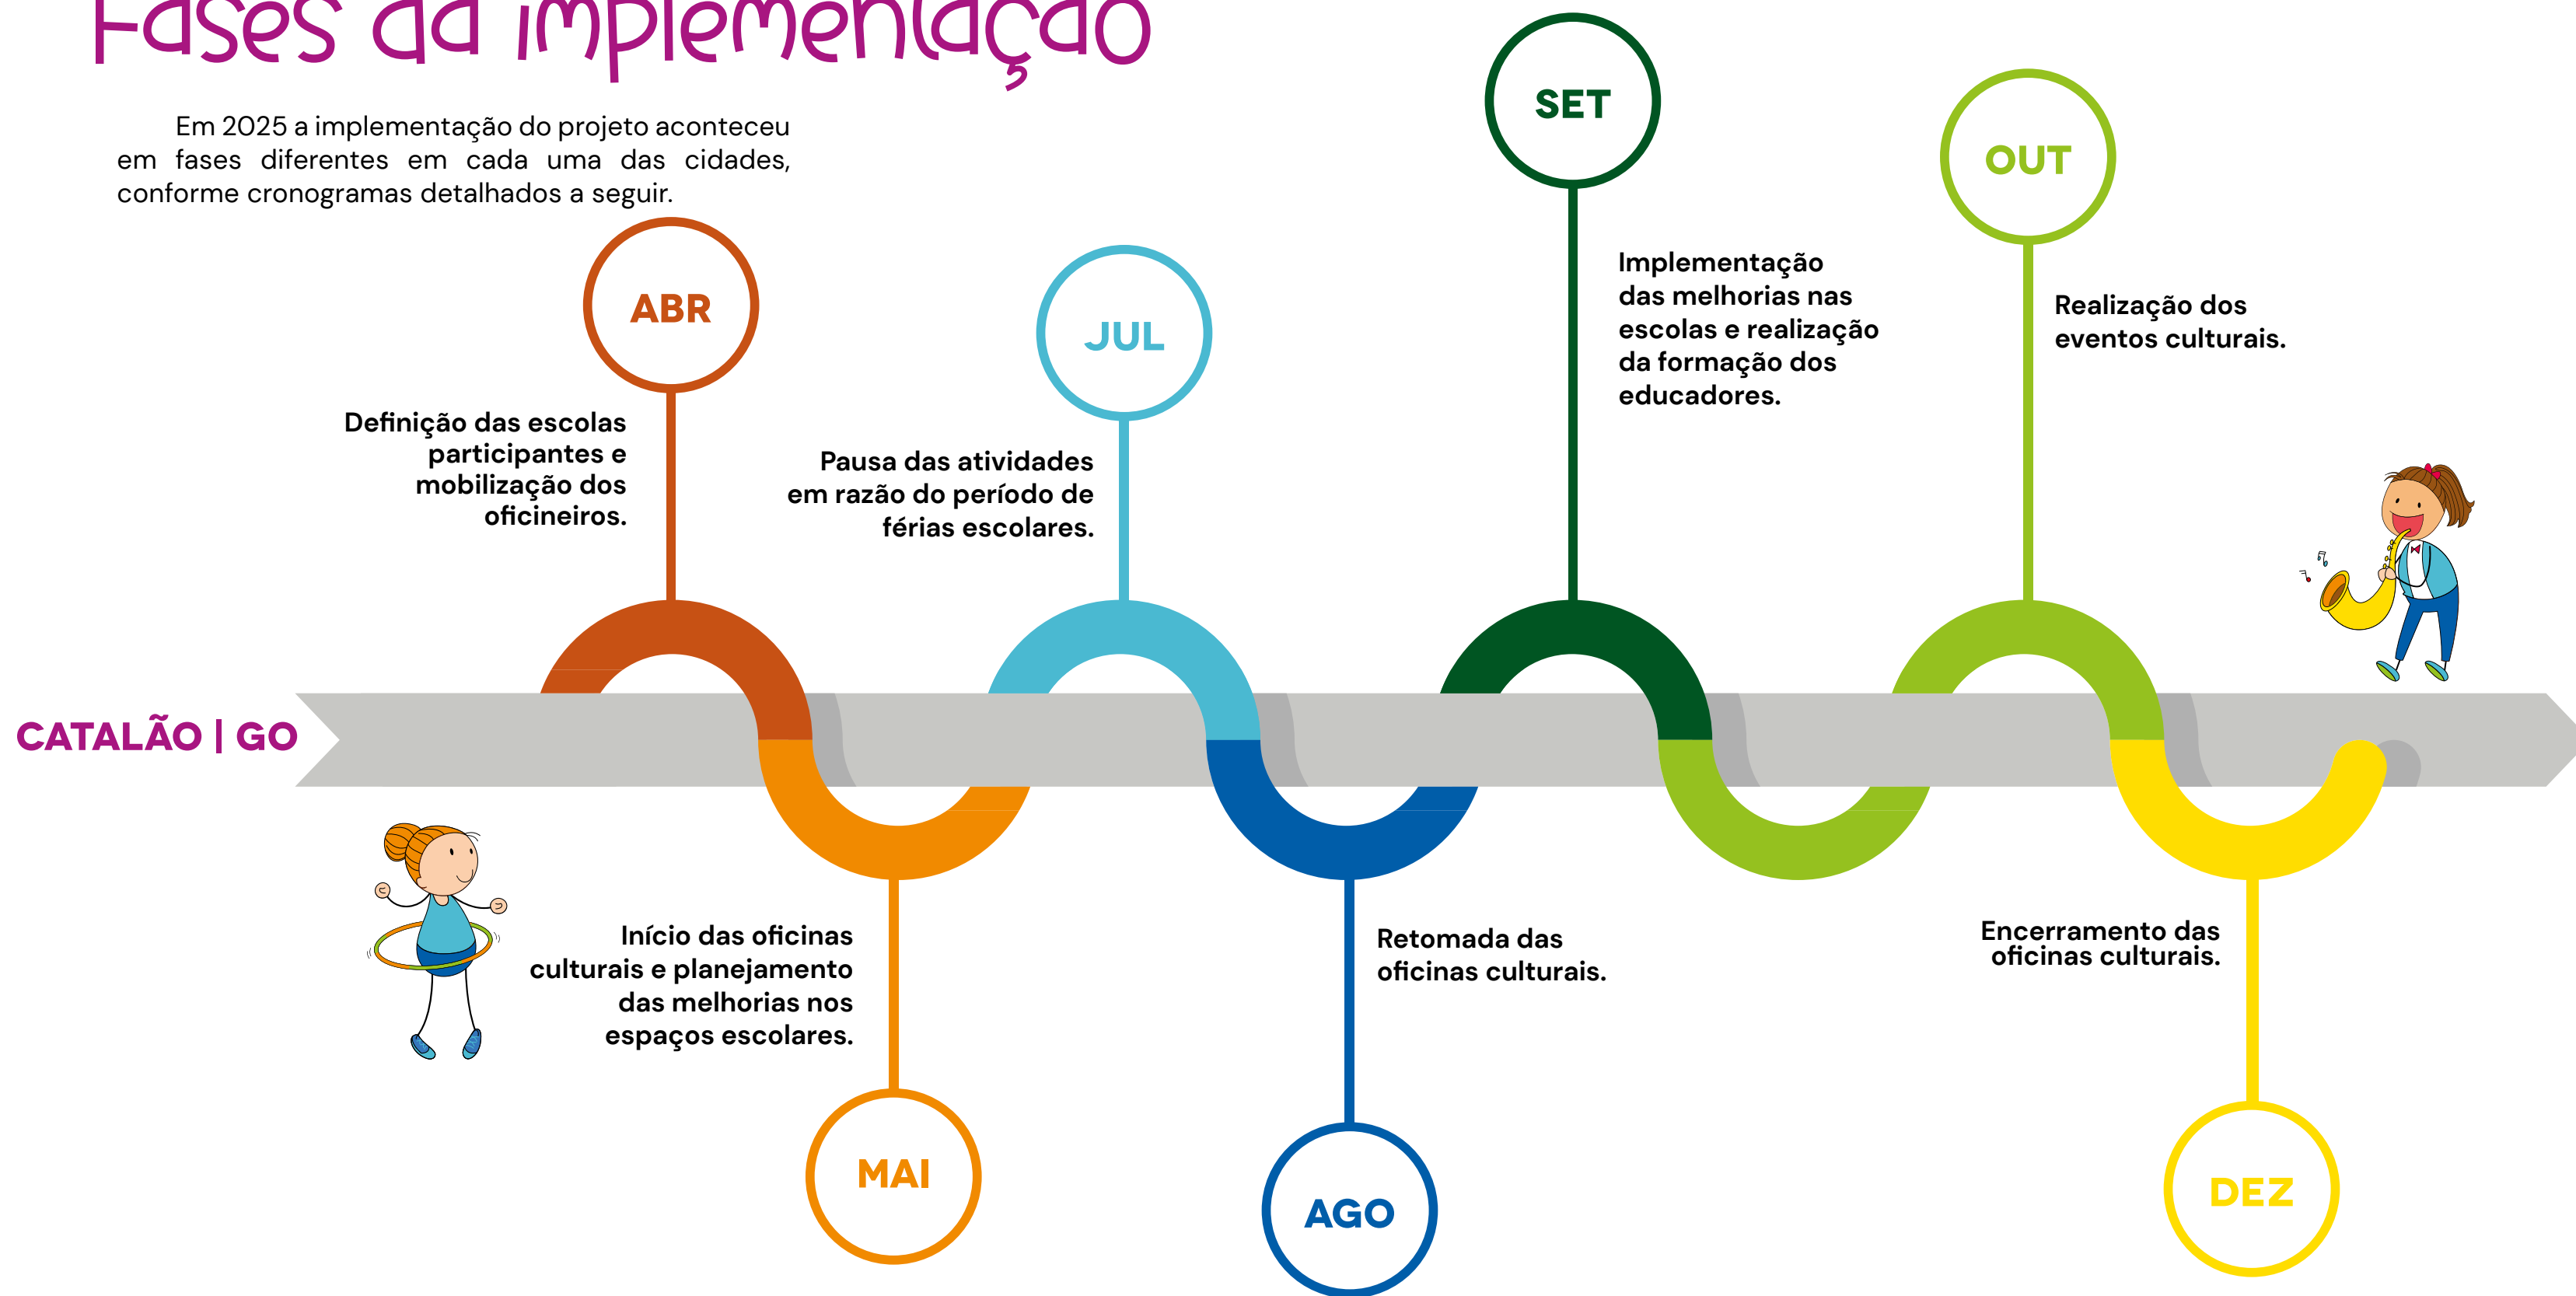 Fases da implementação
Em 2025 a implementação do projeto aconteceu
em fases diferentes em cada uma das cidades,
conforme cronogramas detalhados a seguir.
ABR
Definição das escolas
participantes e
mobilização dos
oficineiros.
JUL
Pausa das atividades
em razão do período de
férias escolares.
SET
Implementação
das melhorias nas
escolas e realização
da formação dos
educadores.
OUT
Realização dos
eventos culturais.
CATALÃO | GO
Início das oficinas
culturais e planejamento
das melhorias nos
espaços escolares.
MAI
Retomada das
oficinas culturais.
AGO
Encerramento das
oficinas culturais.
DEZ